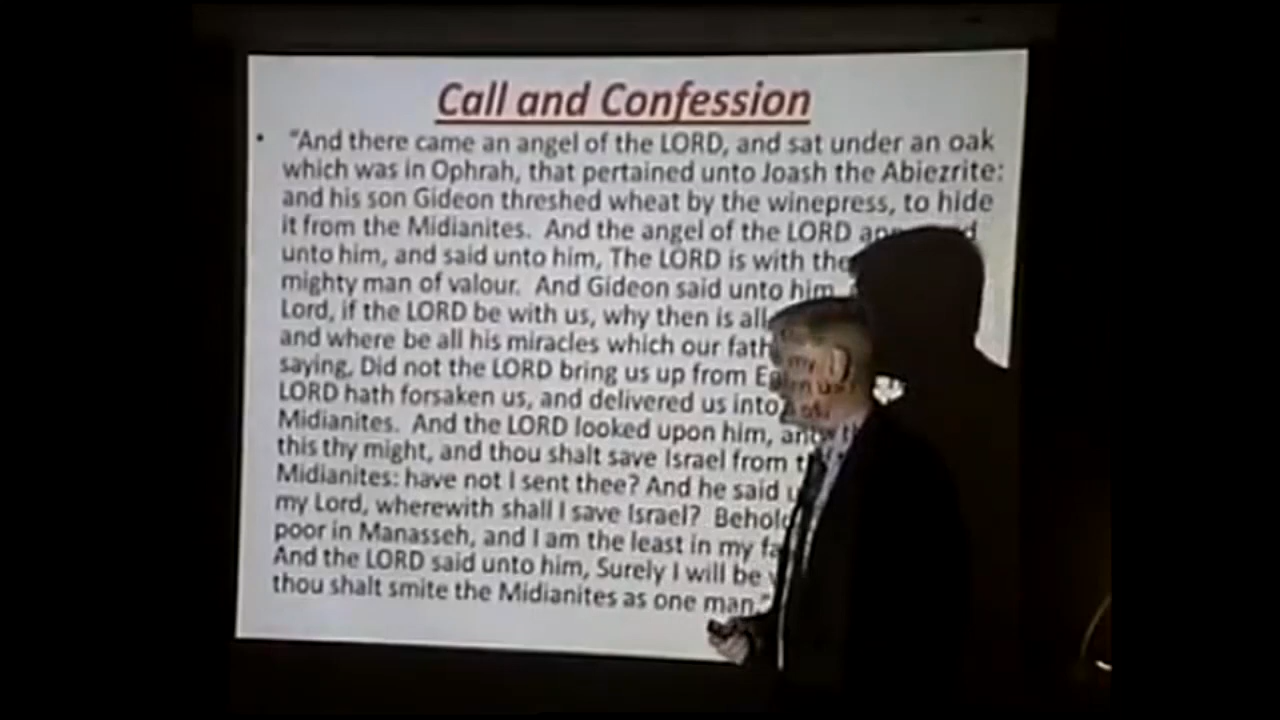 Call and Confession
• "And there came an angel of the LORD, and sat under an oak
which was in Ophrah, that pertained unto Joash the Abiezrite:
and his son Gideon threshed wheat by the winepress, to hide
it from the Midianites. And the angel of the LORD
unto him, and said unto him, The LORD is with
mighty man of valour. And Gideon said unto him
Lord, if the LORD be with us, why then is all
and where be all his miracles which our
saying, Did not the LORD bring us up from
LORD hath forsaken us, and delivered us into
Midianites. And the LORD looked upon him,
this thy might, and thou shalt save Israel from
Midianites: have not I sent thee? And he said
my Lord, wherewith shall I save Israel? Behold
poor in Manasseh, and I am the least in my
And the LORD said unto him, Surely I will be
thou shalt smite the Midianites as one man."